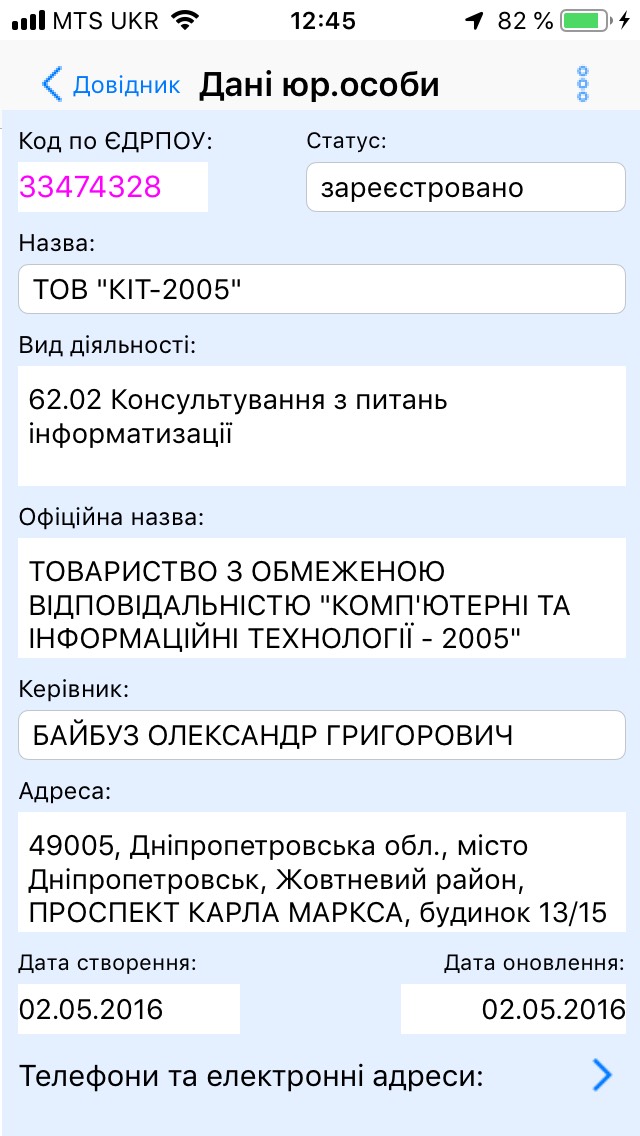 MTS UKR 12:45 82 %
Довідник Дані юр.особи
Код по ЄДРПОУ: Статус:
33474328 зареєстровано
Назва:
ТОВ "КІТ-2005"
Вид діяльності:
62.02 Консультування з питань
інформатизації
Офіційна назва:
ТОВАРИСТВО З ОБМЕЖЕНОЮ
ВІДПОВІДАЛЬНІСТЮ "КОМП'ЮТЕРНІ ТА
ІНФОРМАЦІЙНІ ТЕХНОЛОГІЇ - 2005"
Керівник:
БАЙБУЗ ОЛЕКСАНДР ГРИГОРОВИЧ
Адреса:
49005, Дніпропетровська обл., місто
Дніпропетровськ, Жовтневий район,
ПРОСПЕКТ КАРЛА МАРКСА, будинок 13/15
Дата створення: Дата оновлення:
02.05.2016 02.05.2016
Телефони та електронні адреси: